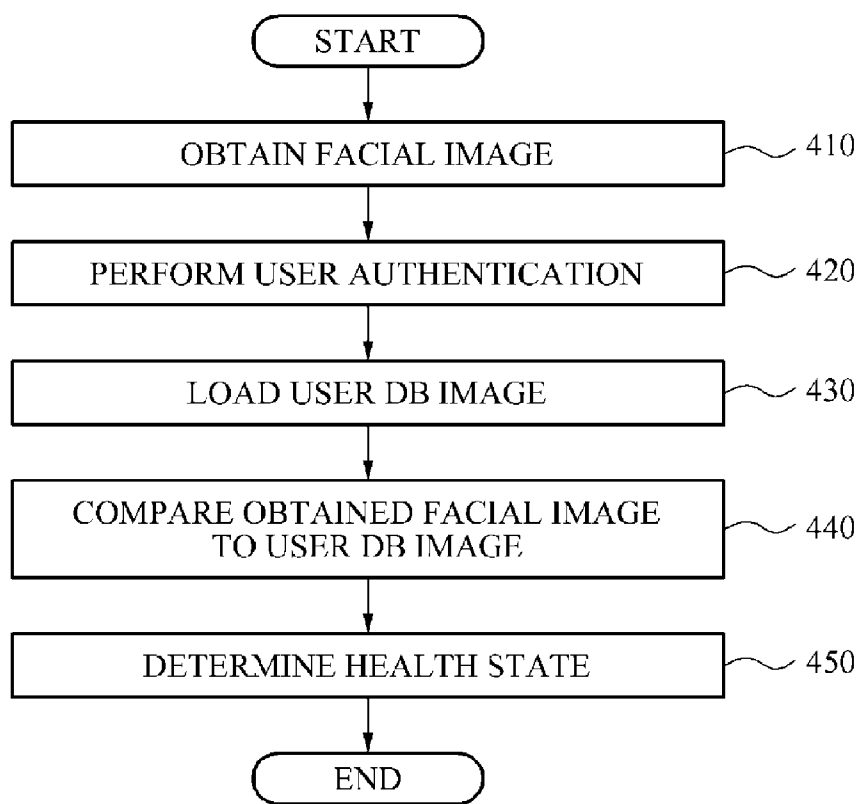 START
OBTAIN FACIAL IMAGE
410
PERFORM USER AUTHENTICATION
420
LOAD USER DB IMAGE
430
COMPARE OBTAINED FACIAL IMAGE
TO USER DB IMAGE
440
DETERMINE HEALTH STATE
450
END